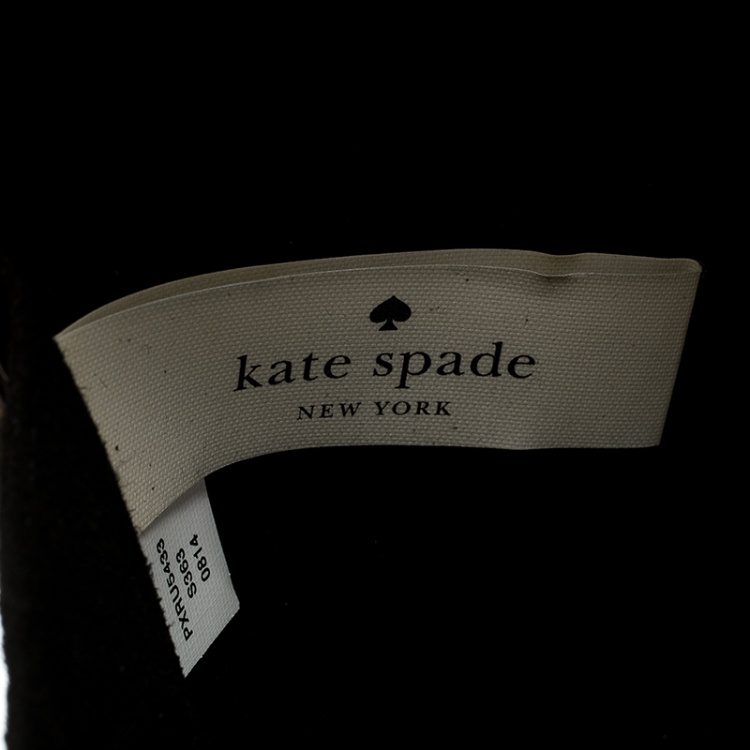 kate spade
NEW YORK
PXRU5433
S363
0814